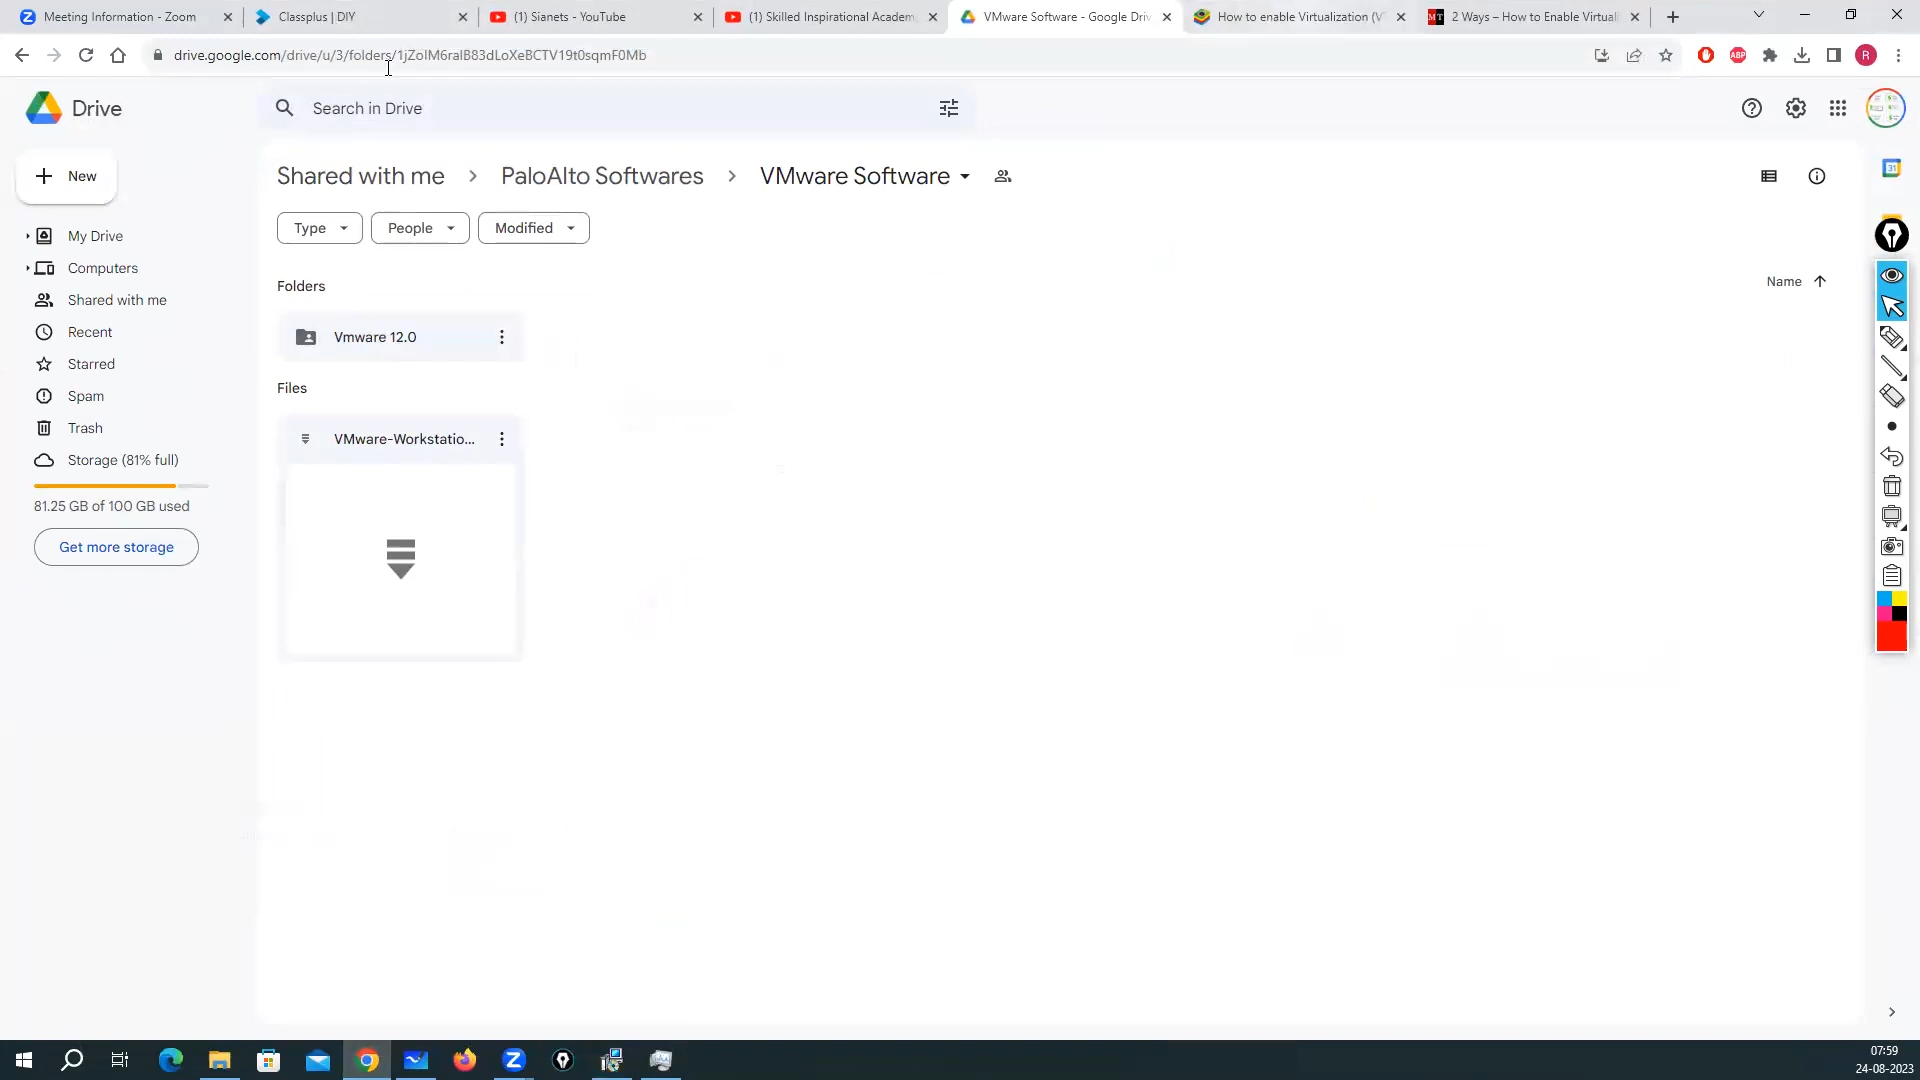 Meeting Information - Zoom
Classplus | DIY
(1) Sianets - YouTube
(1) Skilled Inspirational Academ
VMware Software - Google Driv
How to enable Virtualization (V
MT
2 Ways – How to Enable Virtuali
drive.google.com/drive/u/3/folders/1jZolM6ralB83dLoXeBCTV19t0sqmF0Mb
ABP
R
Drive
Search in Drive
New
Shared with me
PaloAlto Softwares
VMware Software
31
Type
People
Modified
My Drive
Computers
Shared with me
Recent
Starred
Spam
Trash
Storage (81% full)
81.25 GB of 100 GB used
Get more storage
Folders
Name
Vmware 12.0
Files
VMware-Workstatio...
07:59
24-08-2023